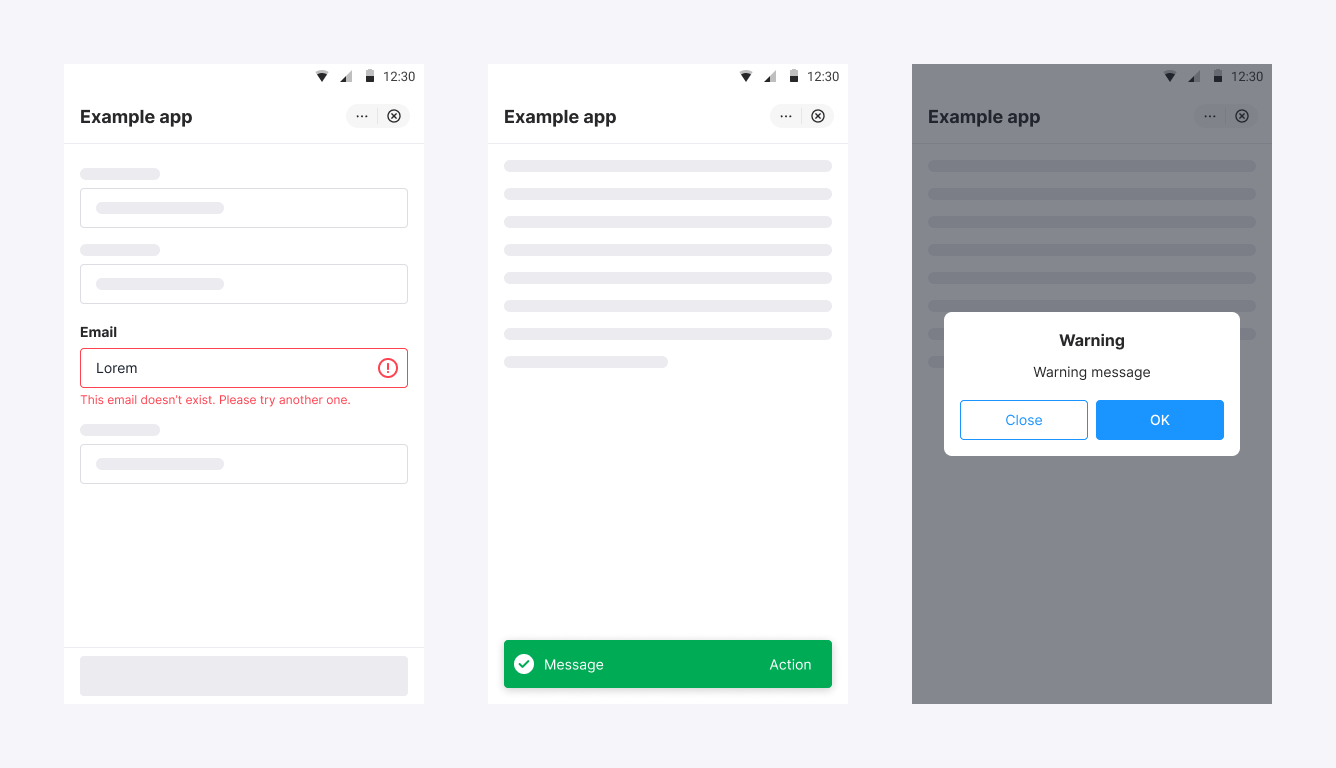 12:30
Example app
Email
Lorem
This email doesn't exist. Please try another one.
12:30
Example app
Message Action
12:30
Example app
Warning
Warning message
Close OK